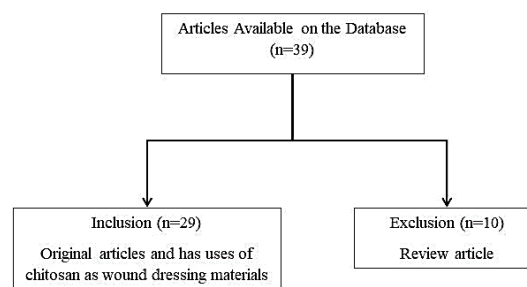 Articles Available on the Database
(n=39)
Inclusion (n=29)
Original articles and has uses of
chitosan as wound dressing materials
Exclusion (n=10)
Review article